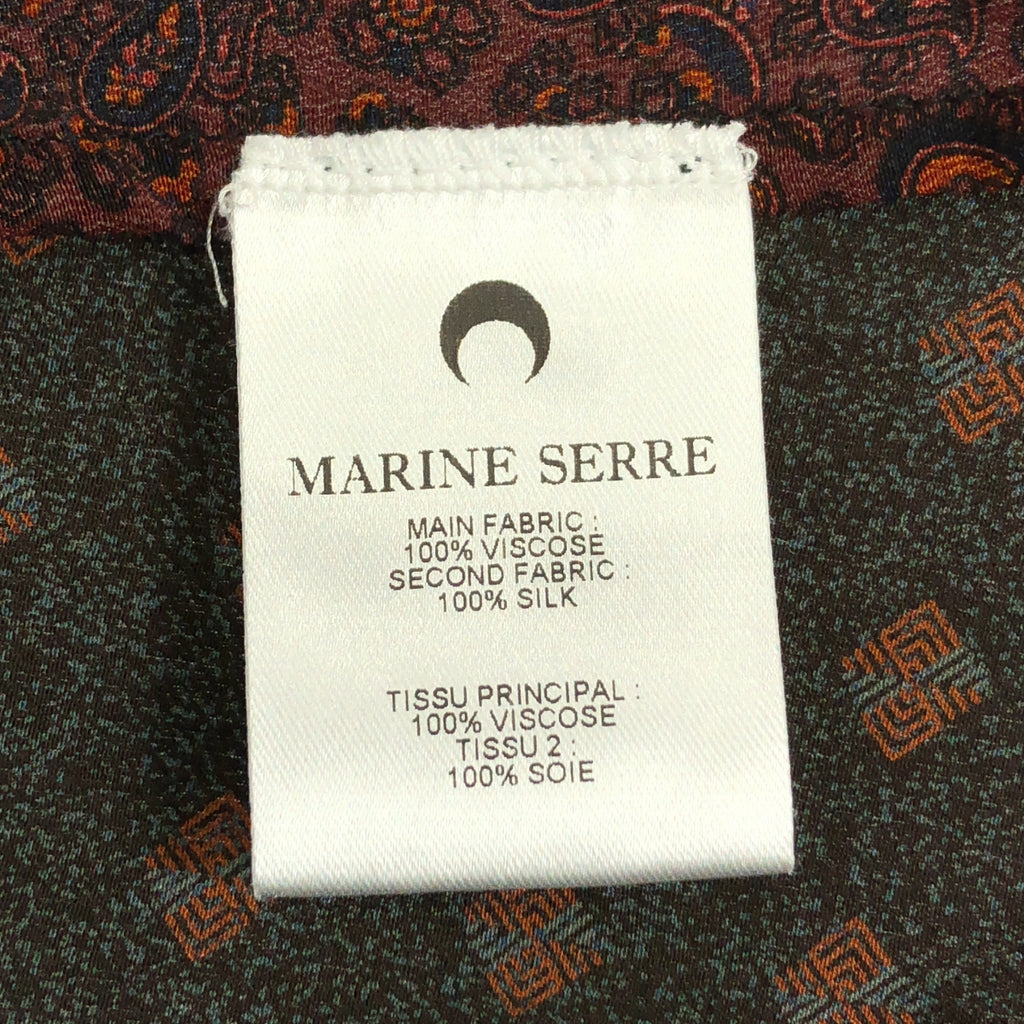 MARINE SERRE
MAIN FABRIC :
100% VISCOSE
SECOND FABRIC :
100% SILK
TISSU PRINCIPAL :
100% VISCOSE
TISSU 2 :
100% SOIE